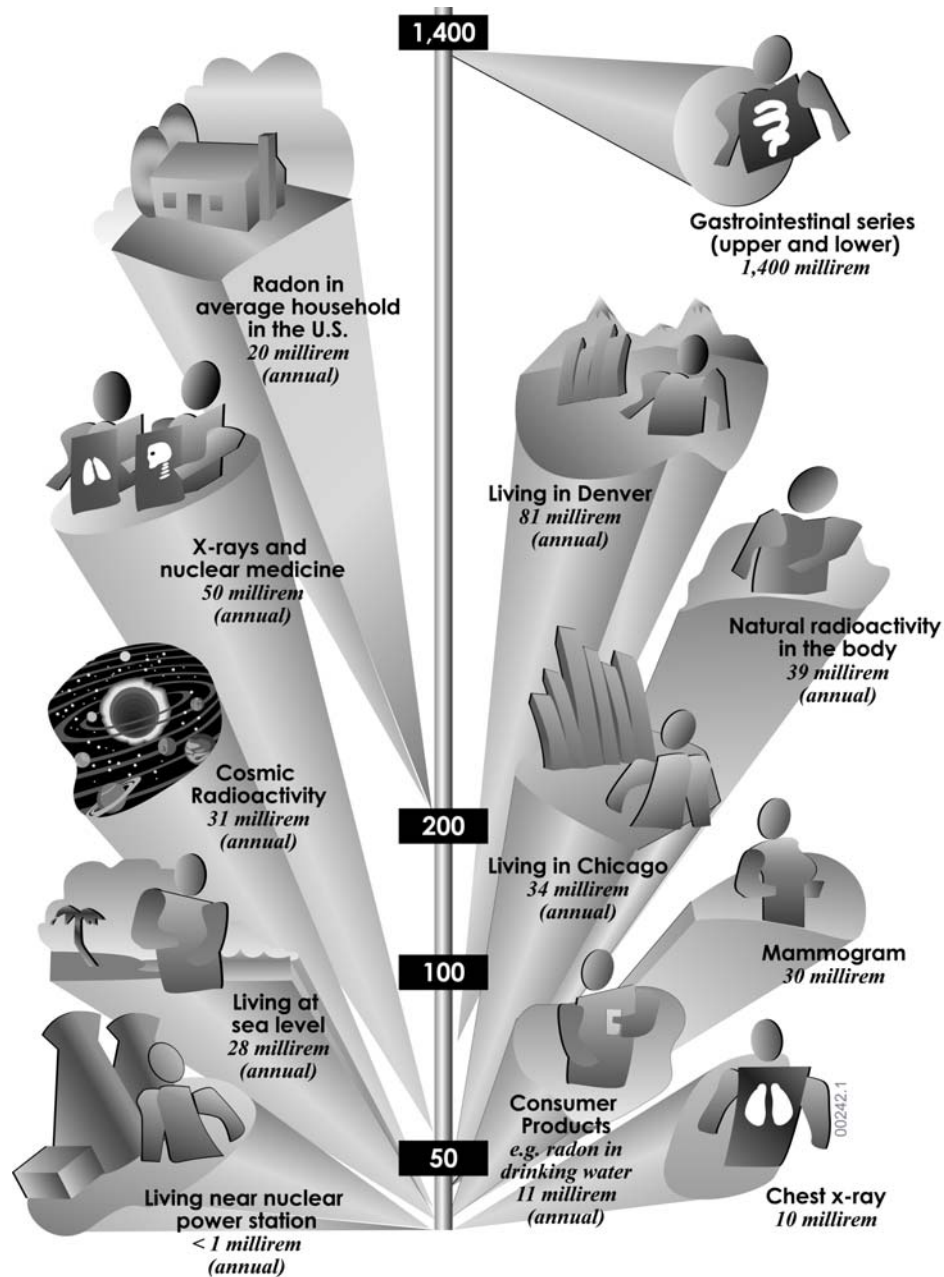 1,400
Gastrointestinal series
(upper and lower)
1,400 millirem
Radon in
average household
in the U.S.
20 millirem
(annual)
Living in Denver
81 millirem
(annual)
X-rays and
nuclear medicine
50 millirem
(annual)
Natural radioactivity
in the body
39 millirem
(annual)
Cosmic
Radioactivity
31 millirem
(annual)
200
Living in Chicago
34 millirem
(annual)
Mammogram
30 millirem
100
Living at
sea level
28 millirem
(annual)
Consumer
Products
e.g. radon in
drinking water
11 millirem
(annual)
50
Living near nuclear
power station
< 1 millirem
(annual)
Chest x-ray
10 millirem
00242.1